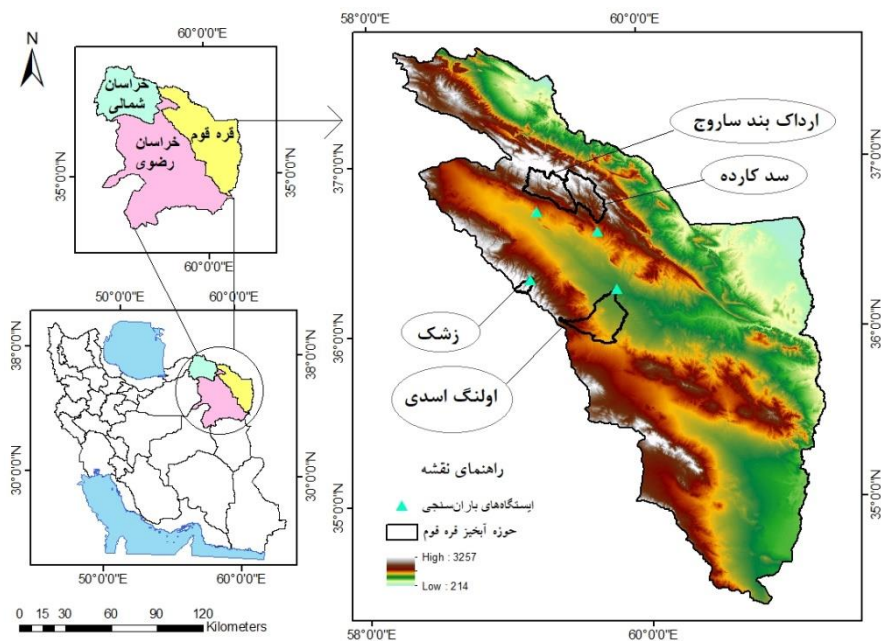 N
60°0'0"E
خراسان
شمالی
قره قوم
خراسان
رضوی
35°0'0"N
35°0'0"N
60°0'0"E
50°0'0"E
60°0'0"E
38°0'0"N
38°0'0"N
30°0'0"N
30°0'0"N
50°0'0"E
60°0'0"E
0 15 30 60 90 120
Kilometers
58°0'0"E
60°0'0"E
ارداک بند ساروج
سد کارده
37°0'0"N
37°0'0"N
زشک
36°0'0"N
36°0'0"N
اولنگ اسدی
راهنمای نقشه
ایستگاه‌های باران‌سنجی
حوزه آبخیز قره قوم
High : 3257
Low : 214
35°0'0"N
35°0'0"N
58°0'0"E
60°0'0"E